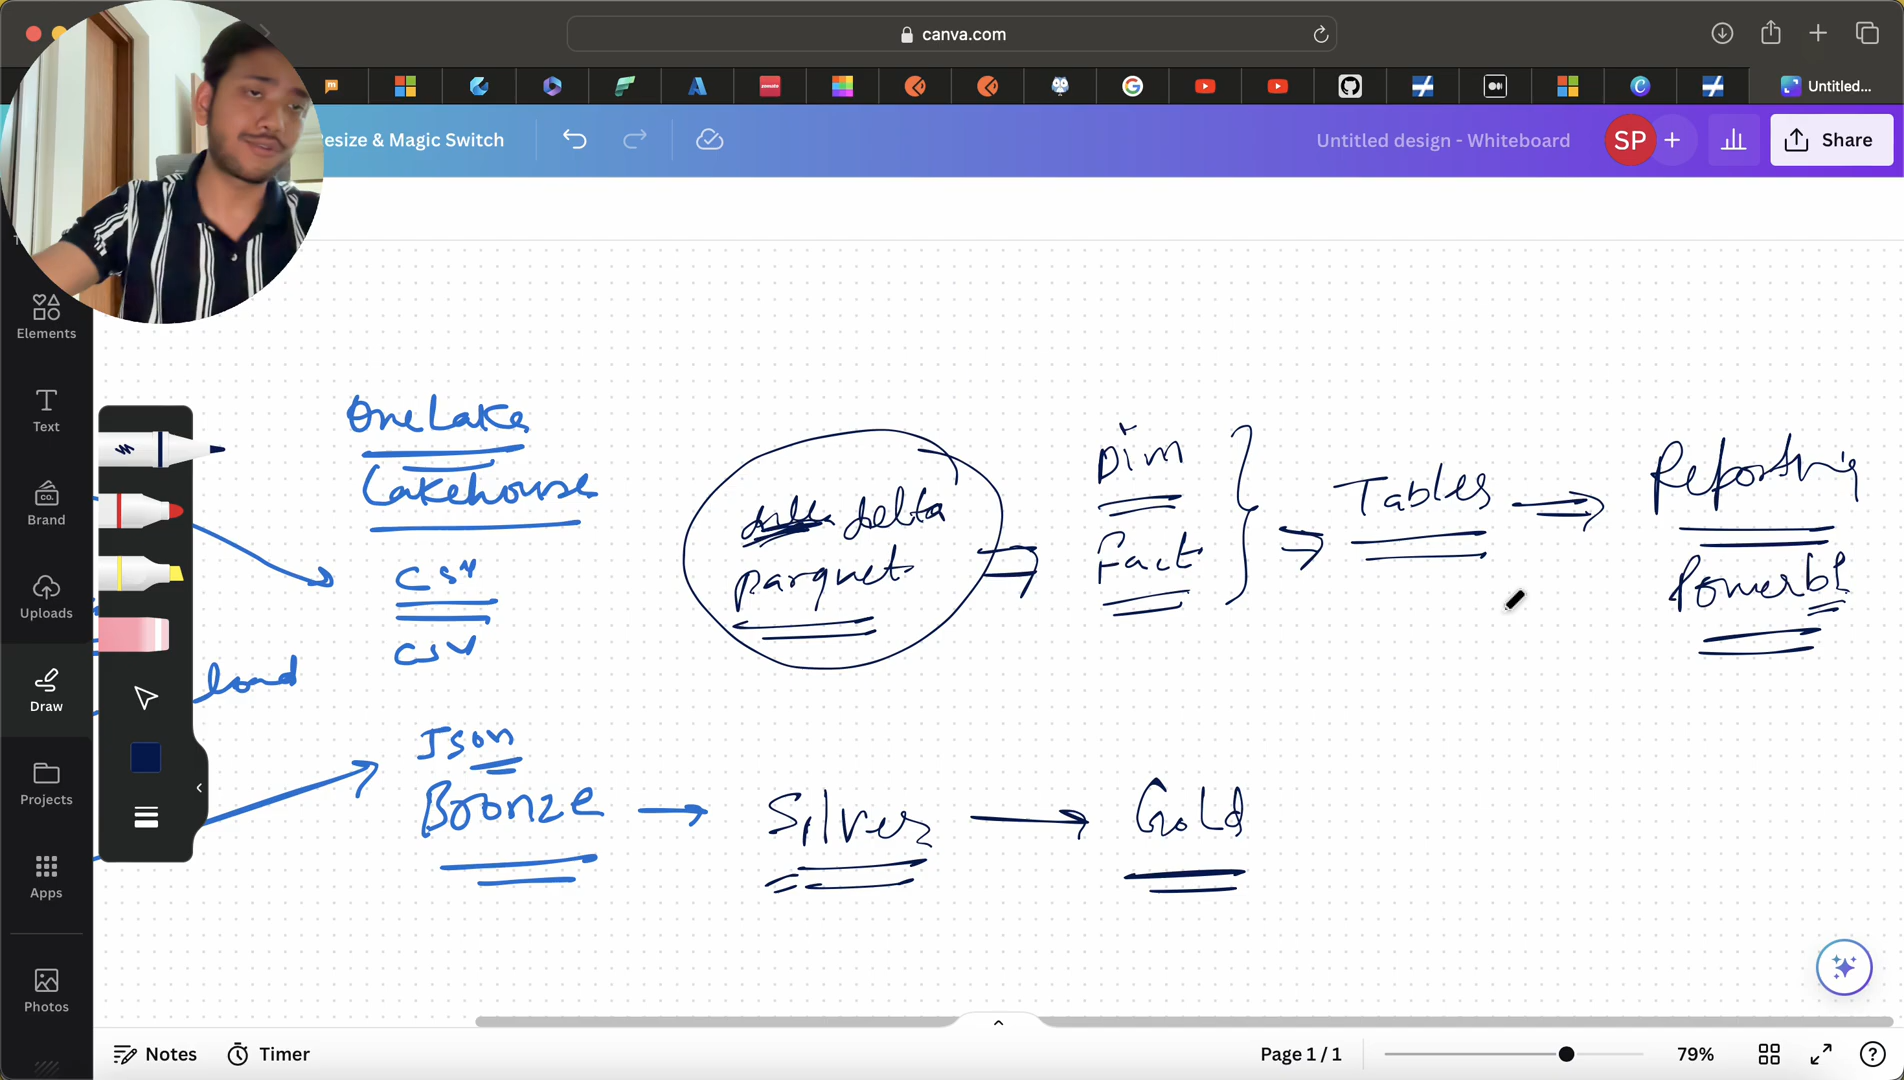 canva.com
Untitled...
esize & Magic Switch
Untitled design - Whiteboard
SP
Share
Elements
Text
Brand
Uploads
Draw
Projects
Apps
Photos
OneLake
Lakehouse
CSV
CSV
load
Json
Bronze
Silver
Gold
delta
parquet
Dim
Fact
Tables
Reporting
PowerBI
Notes
Timer
Page 1 / 1
79%